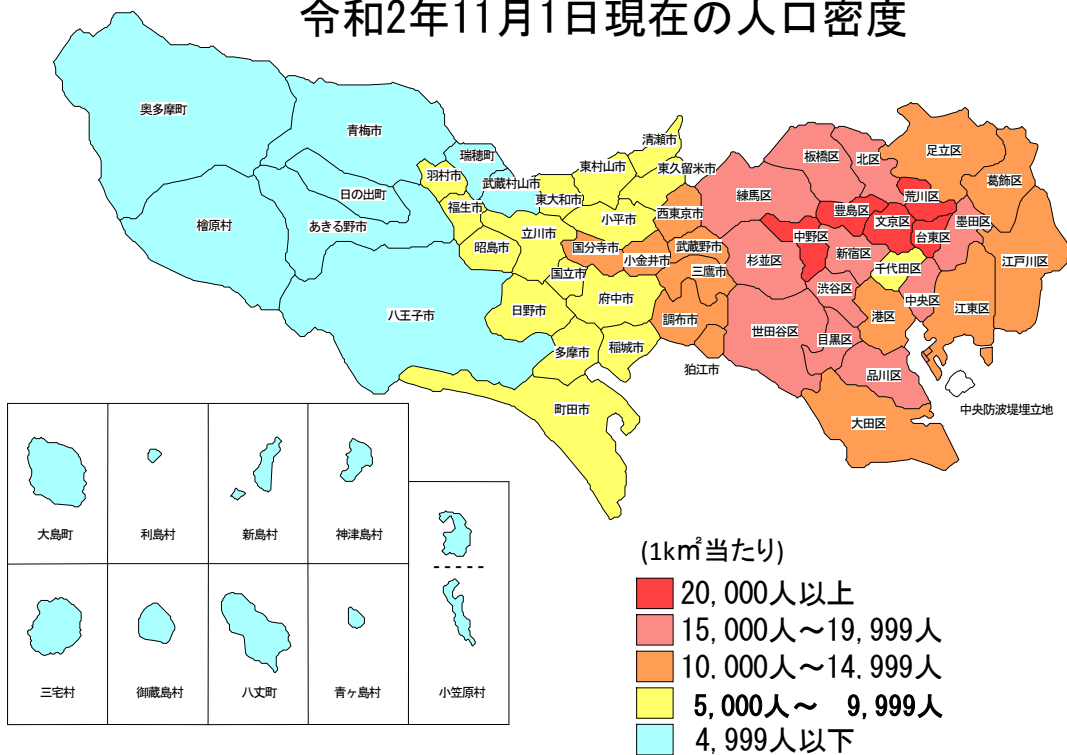 令和2年11月1日現在の人口密度
奥多摩町
青梅市
瑞穂町
羽村市
武蔵村山市
日の出町
檜原村
あきる野市
福生市
昭島市
立川市
東大和市
東村山市
清瀬市
東久留米市
小平市
西東京市
国分寺市
小金井市
武蔵野市
三鷹市
国立市
府中市
日野市
八王子市
調布市
多摩市
稲城市
狛江市
町田市
練馬区
板橋区
北区
足立区
葛飾区
荒川区
豊島区
文京区
台東区
墨田区
中野区
新宿区
千代田区
杉並区
渋谷区
中央区
江東区
江戸川区
港区
世田谷区
目黒区
品川区
大田区
中央防波堤埋立地
大島町
利島村
新島村
神津島村
三宅村
御蔵島村
八丈町
青ヶ島村
小笠原村
(1k㎡当たり)
20,000人以上
15,000人～19,999人
10,000人～14,999人
5,000人～ 9,999人
4,999人以下